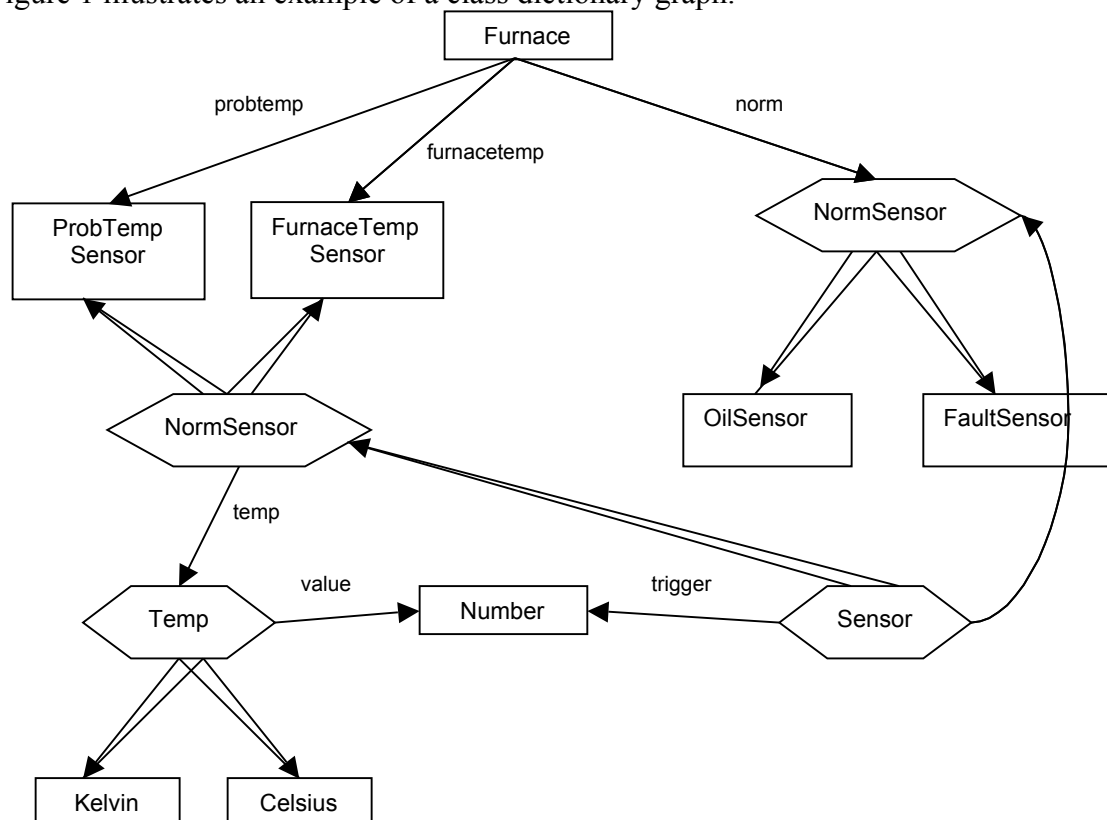 Figure 1 illustrates an example of a class dictionary graph.
Furnace
probtemp
norm
furnacetemp
ProbTemp
Sensor
FurnaceTemp
Sensor
NormSensor
OilSensor
FaultSensor
NormSensor
temp
value
trigger
Temp
Number
Sensor
Kelvin
Celsius